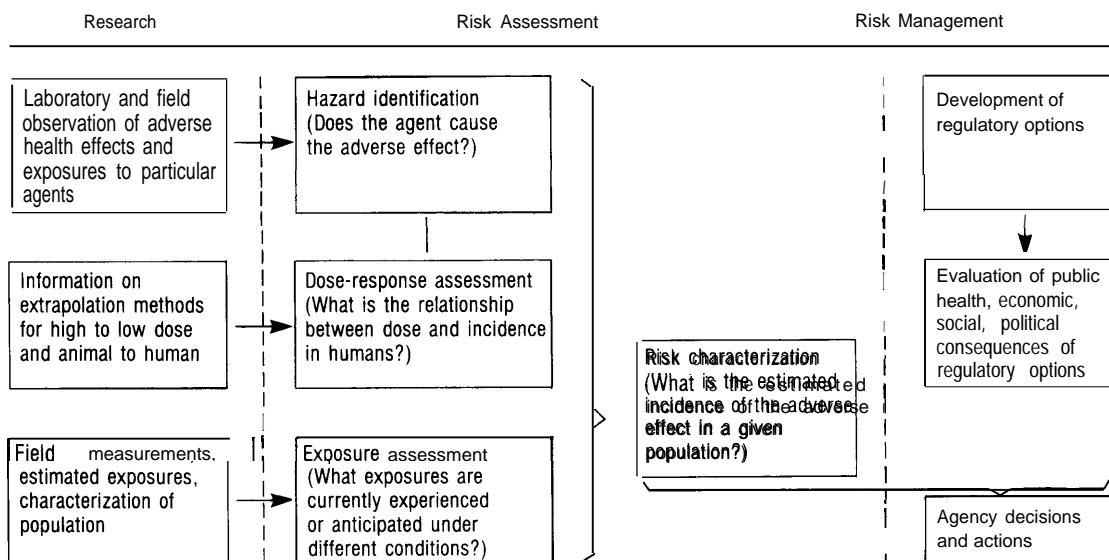 Research
Risk Assessment
Risk Management
Laboratory and field
observation of adverse
health effects and
exposures to particular
agents
Hazard identification
(Does the agent cause
the adverse effect?)
Development of
regulatory options
Information on
extrapolation methods
for high to low dose
and animal to human
Dose-response assessment
(What is the relationship
between dose and incidence
in humans?)
Evaluation of public
health, economic,
social, political
consequences of
regulatory options
Risk characterization
(What is the estimated
incidence of the adverse
effect in a given
population?)
Field measurements,
estimated exposures,
characterization of
population
Exposure assessment
(What exposures are
currently experienced
or anticipated under
different conditions?)
Agency decisions
and actions